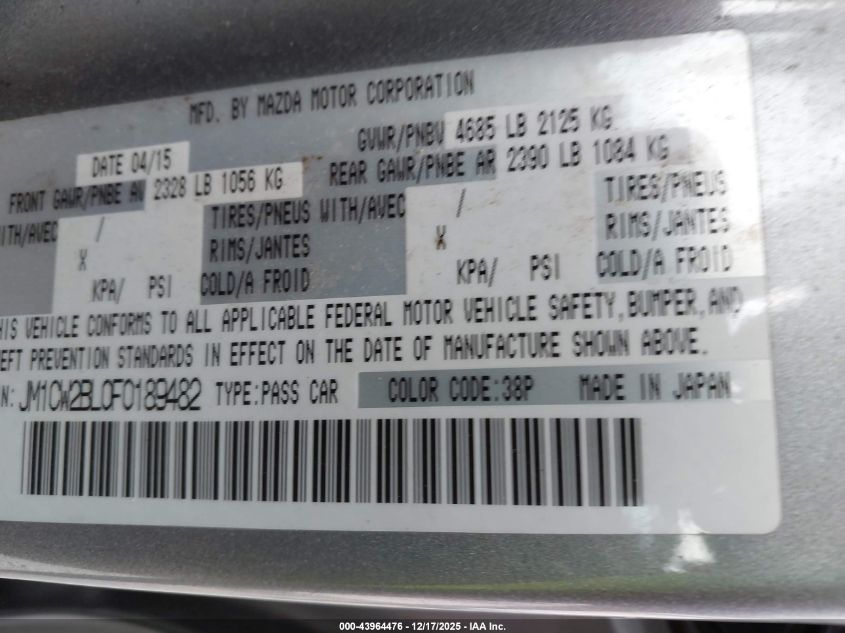 MFD. BY MAZDA MOTOR CORPORATION
DATE 04/15 GVWR/PNBV 4685 LB 2125 KG
FRONT GAWR/PNBE AV 2328 LB 1056 KG REAR GAWR/PNBE AR 2390 LB 1084 KG
ITH/AVEC / TIRES/PNEUS WITH/AVEC / TIRES/PNEUS
X RIMS/JANTES X RIMS/JANTES
KPA/ PSI COLD/A FROID KPA/ PSI COLD/A FROID
HIS VEHICLE CONFORMS TO ALL APPLICABLE FEDERAL MOTOR VEHICLE SAFETY, BUMPER, AND
EFT PREVENTION STANDARDS IN EFFECT ON THE DATE OF MANUFACTURE SHOWN ABOVE.
N: JM1CW2BL0F0189482 TYPE:PASS CAR COLOR CODE:38P MADE IN JAPAN
000-43964476 - 12/17/2025 - IAA Inc.